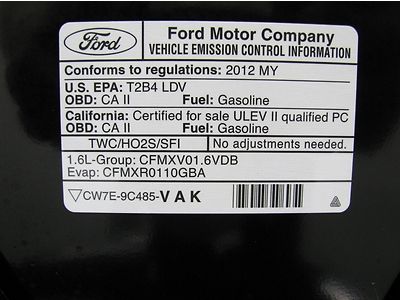 Ford
Ford Motor Company
VEHICLE EMISSION CONTROL INFORMATION
Conforms to regulations: 2012 MY
U.S. EPA: T2B4 LDV
OBD: CA II Fuel: Gasoline
California: Certified for sale ULEV II qualified PC
OBD: CA II Fuel: Gasoline
TWC/HO2S/SFI No adjustments needed.
1.6L-Group: CFMXV01.6VDB
Evap: CFMXR0110GBA
CW7E-9C485-VAK